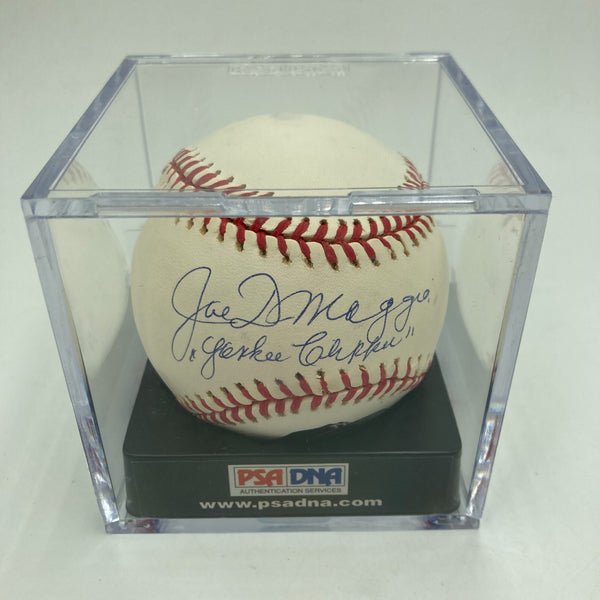 Joe DiMaggio
"Yankee Clipper"
PSA DNA
AUTHENTICATION SERVICES
www.psadna.com